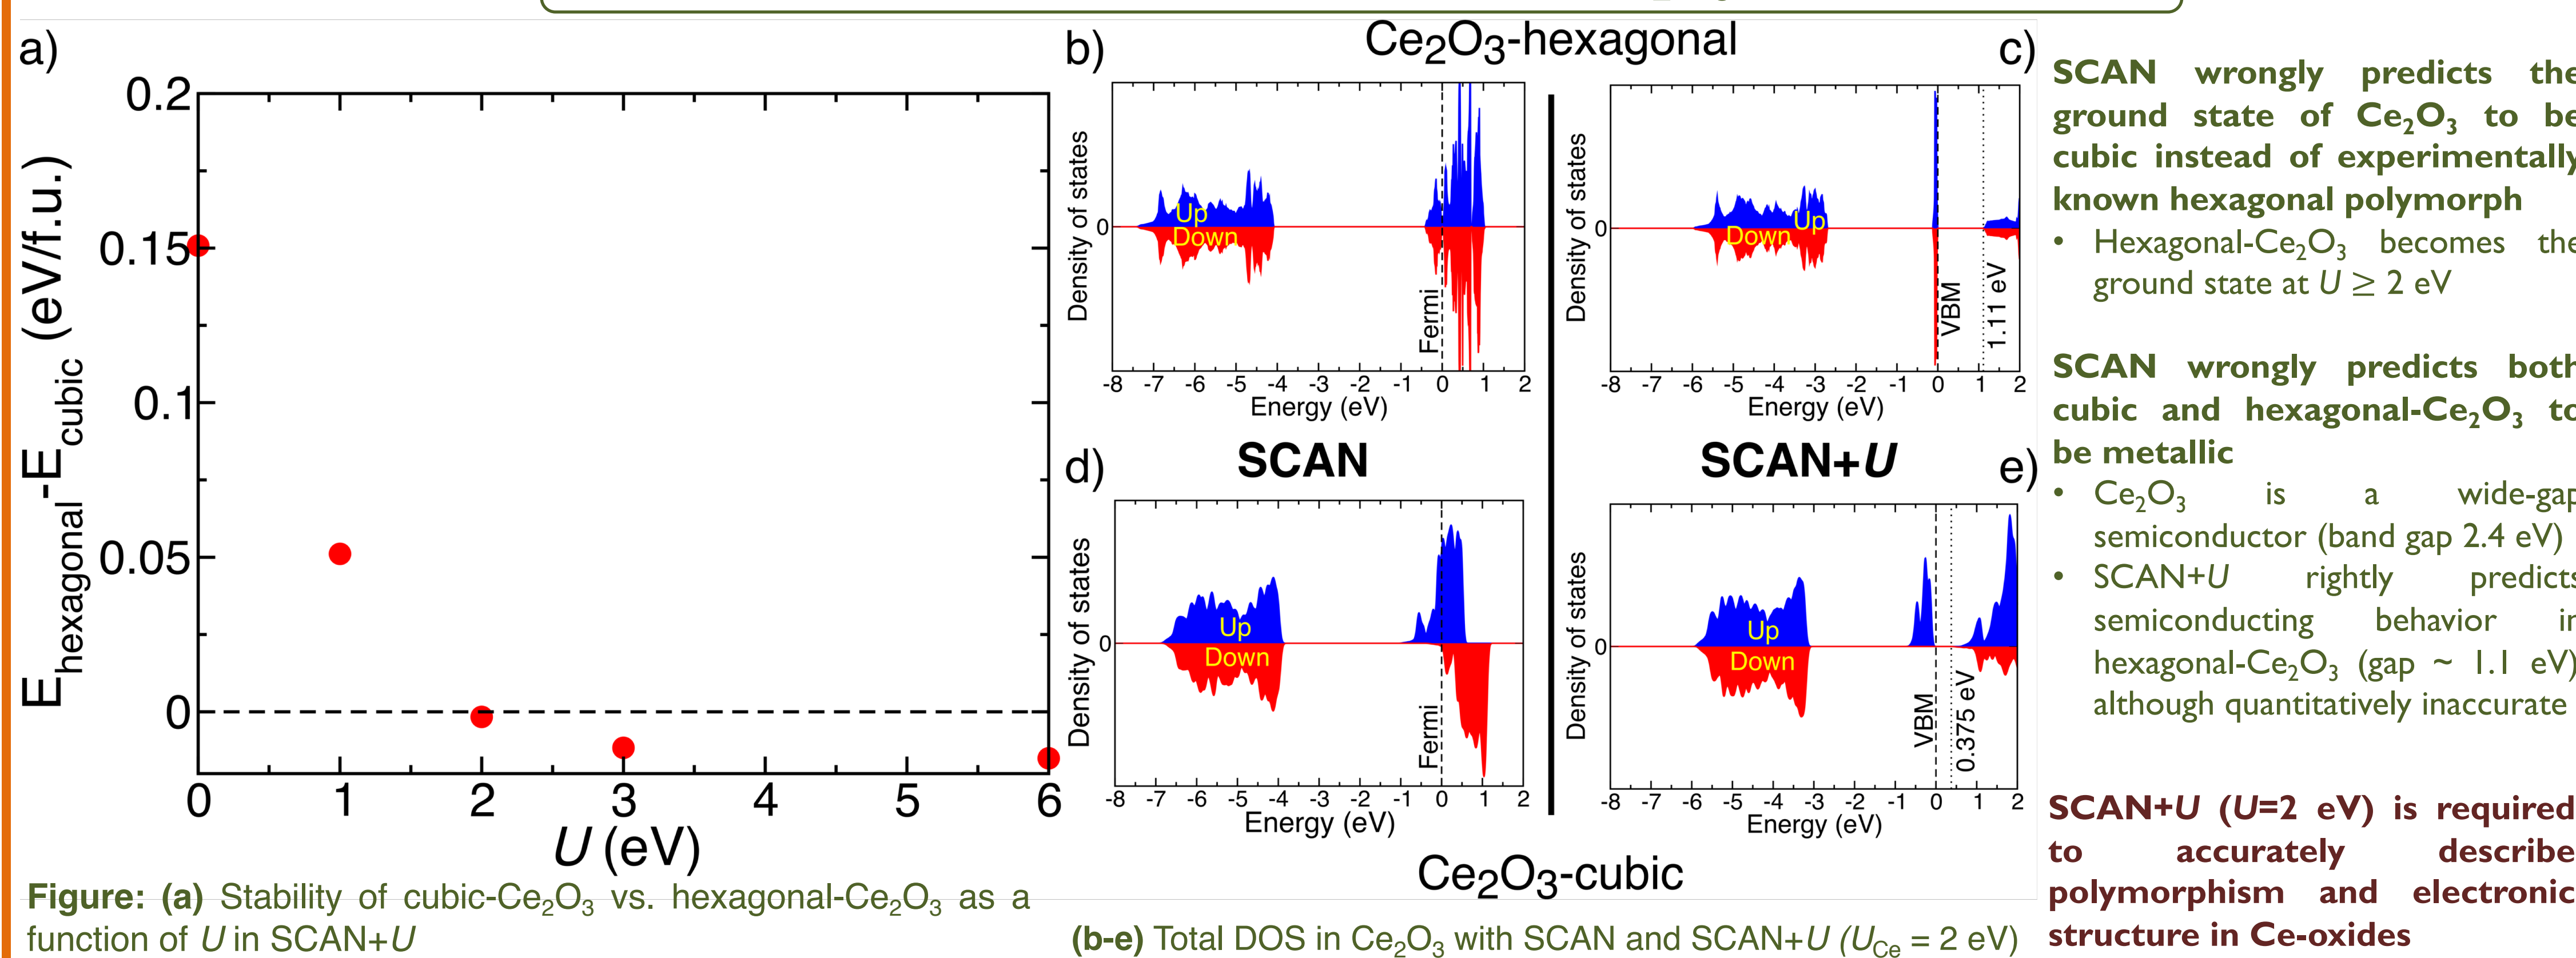 a)
0.2
0.15
0.1
0.05
0
E_hexagonal-E_cubic (eV/f.u.)
0 1 2 3 4 5 6
U (eV)
Figure: (a) Stability of cubic-Ce₂O₃ vs. hexagonal-Ce₂O₃ as a
function of U in SCAN+U
Ce₂O₃-hexagonal
b)
Density of states
0
Up
Down
Fermi
-8 -7 -6 -5 -4 -3 -2 -1 0 1 2
Energy (eV)
c)
Density of states
0
Up
Down
VBM
1.11 eV
-8 -7 -6 -5 -4 -3 -2 -1 0 1 2
Energy (eV)
SCAN
SCAN+U
d)
Density of states
0
Up
Down
Fermi
-8 -7 -6 -5 -4 -3 -2 -1 0 1 2
Energy (eV)
e)
Density of states
0
Up
Down
VBM
0.375 eV
-8 -7 -6 -5 -4 -3 -2 -1 0 1 2
Energy (eV)
Ce₂O₃-cubic
(b-e) Total DOS in Ce₂O₃ with SCAN and SCAN+U (U_Ce = 2 eV)
SCAN wrongly predicts the
ground state of Ce₂O₃ to be
cubic instead of experimentally
known hexagonal polymorph
• Hexagonal-Ce₂O₃ becomes the
ground state at U ≥ 2 eV
SCAN wrongly predicts both
cubic and hexagonal-Ce₂O₃ to
be metallic
• Ce₂O₃ is a wide-gap
semiconductor (band gap 2.4 eV)
• SCAN+U rightly predicts
semiconducting behavior in
hexagonal-Ce₂O₃ (gap ~ 1.1 eV)
although quantitatively inaccurate
SCAN+U (U=2 eV) is required
to accurately describe
polymorphism and electronic
structure in Ce-oxides